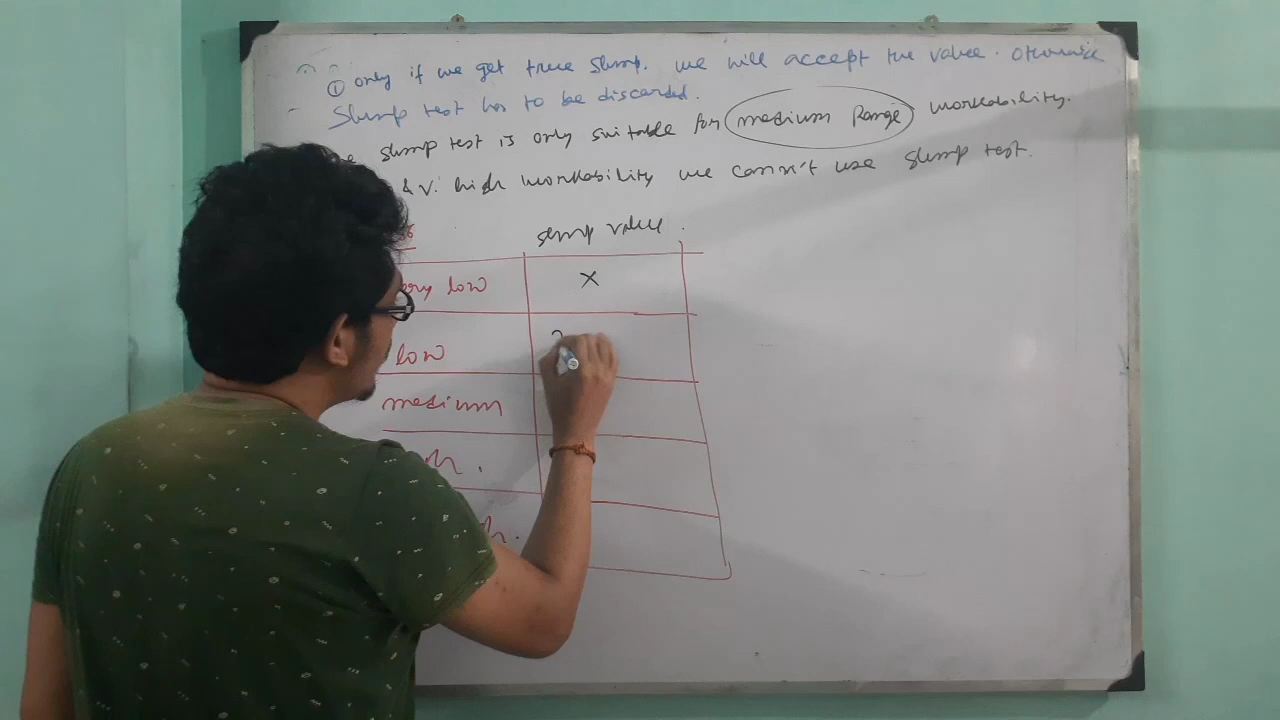 ① only if we get true slump. we will accept the value. Otherwise
Slump test has to be discarded.
slump test is only suitable for medium Range workability.
& v. high workability we cann't use slump test.
slump value.
low ×
low
medium